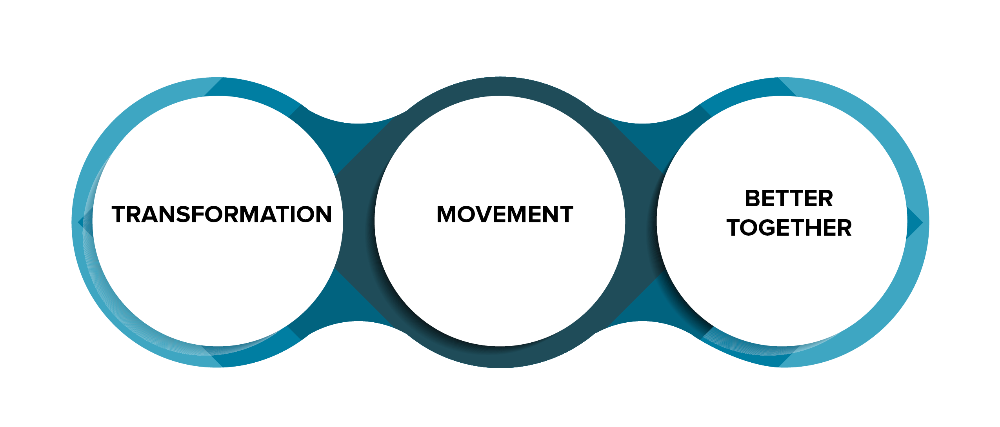 TRANSFORMATION
MOVEMENT
BETTER
TOGETHER